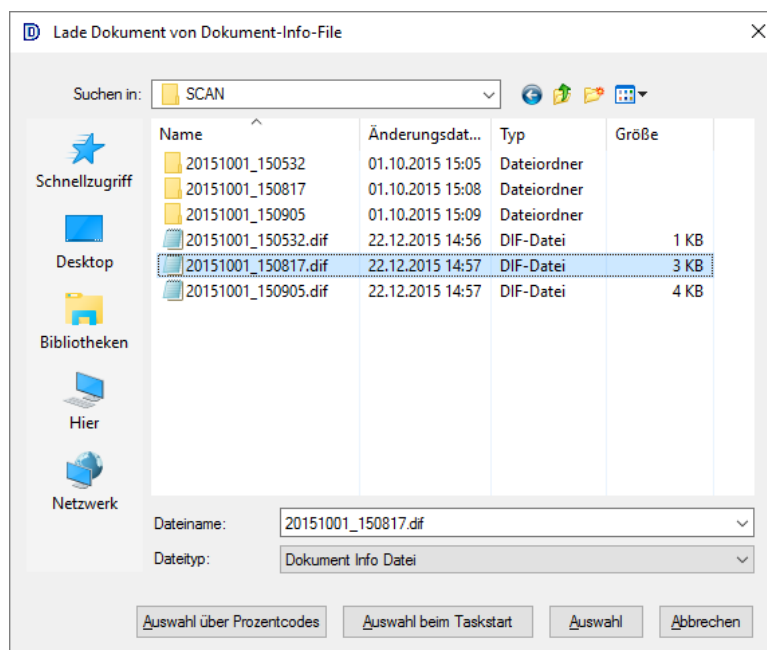 Lade Dokument von Dokument-Info-File
Suchen in: SCAN
Name Änderungsdat... Typ Größe
20151001_150532 01.10.2015 15:05 Dateiordner
20151001_150817 01.10.2015 15:08 Dateiordner
20151001_150905 01.10.2015 15:09 Dateiordner
20151001_150532.dif 22.12.2015 14:56 DIF-Datei 1 KB
20151001_150817.dif 22.12.2015 14:57 DIF-Datei 3 KB
20151001_150905.dif 22.12.2015 14:57 DIF-Datei 4 KB
Schnellzugriff
Desktop
Bibliotheken
Hier
Netzwerk
Dateiname: 20151001_150817.dif
Dateityp: Dokument Info Datei
Auswahl über Prozentcodes Auswahl beim Taskstart Auswahl Abbrechen